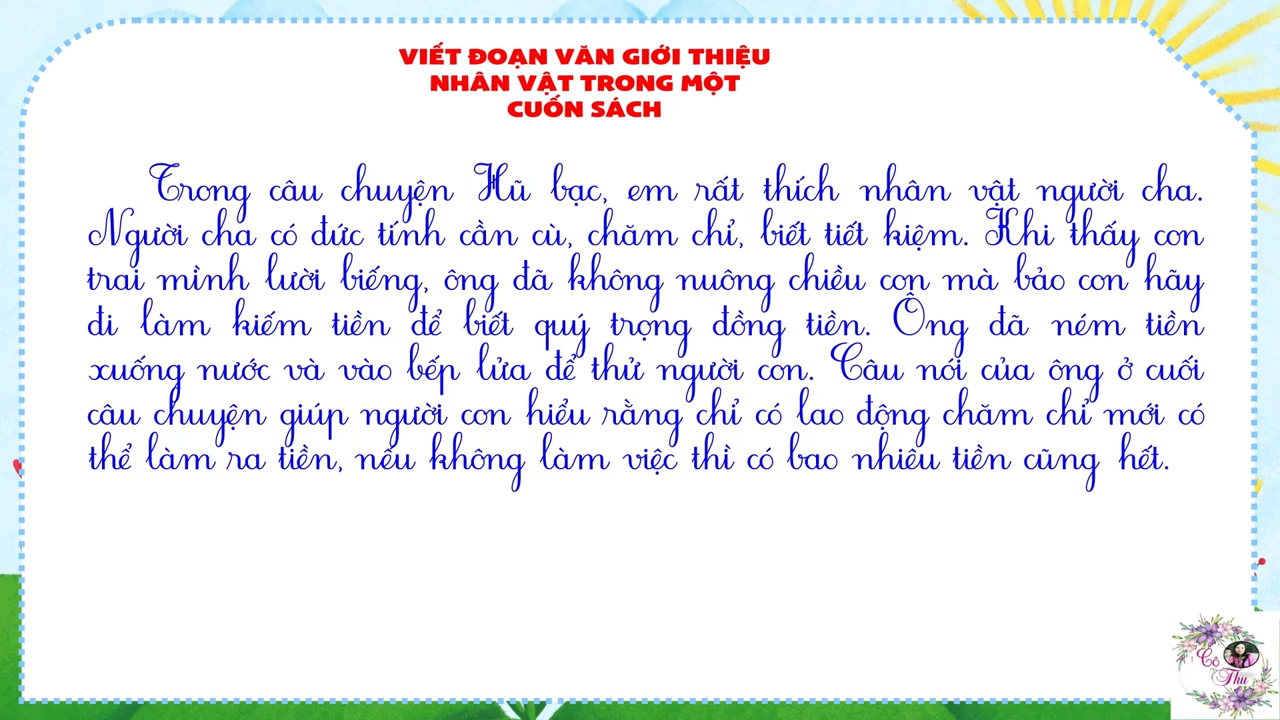 VIẾT ĐOẠN VĂN GIỚI THIỆU
NHÂN VẬT TRONG MỘT
CUỐN SÁCH
Trong câu chuyện Hũ bạc, em rất thích nhân vật người cha.
Người cha có đức tính cần cù, chăm chỉ, biết tiết kiệm. Khi thấy con
trai mình lười biếng, ông đã không nuông chiều con mà bảo con hãy
đi làm kiếm tiền để biết quý trọng đồng tiền. Ông đã ném tiền
xuống nước và vào bếp lửa để thử người con. Câu nói của ông ở cuối
câu chuyện giúp người con hiểu rằng chỉ có lao động chăm chỉ mới có
thể làm ra tiền, nếu không làm việc thì có bao nhiêu tiền cũng hết.
Cô
Thu